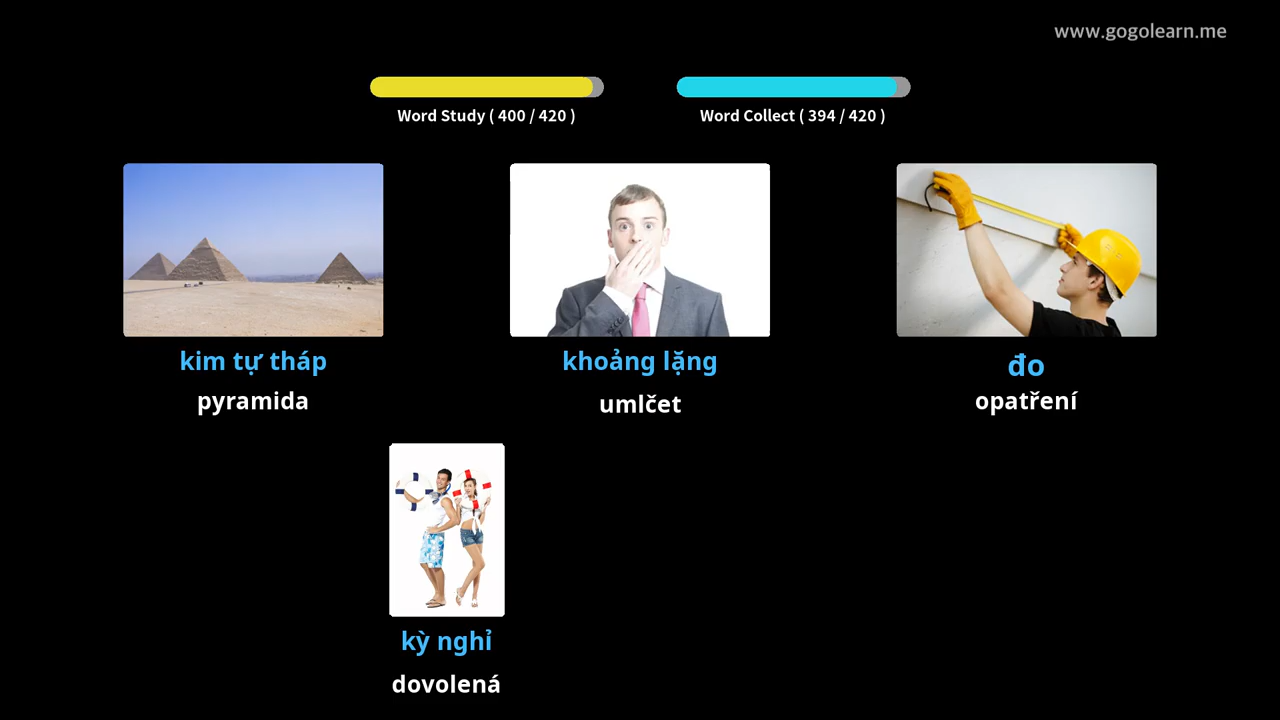 www.gogolearn.me
Word Study ( 400 / 420 )
Word Collect ( 394 / 420 )
kim tự tháp
pyramida
khoảng lặng
umlčet
đo
opatření
kỳ nghỉ
dovolená